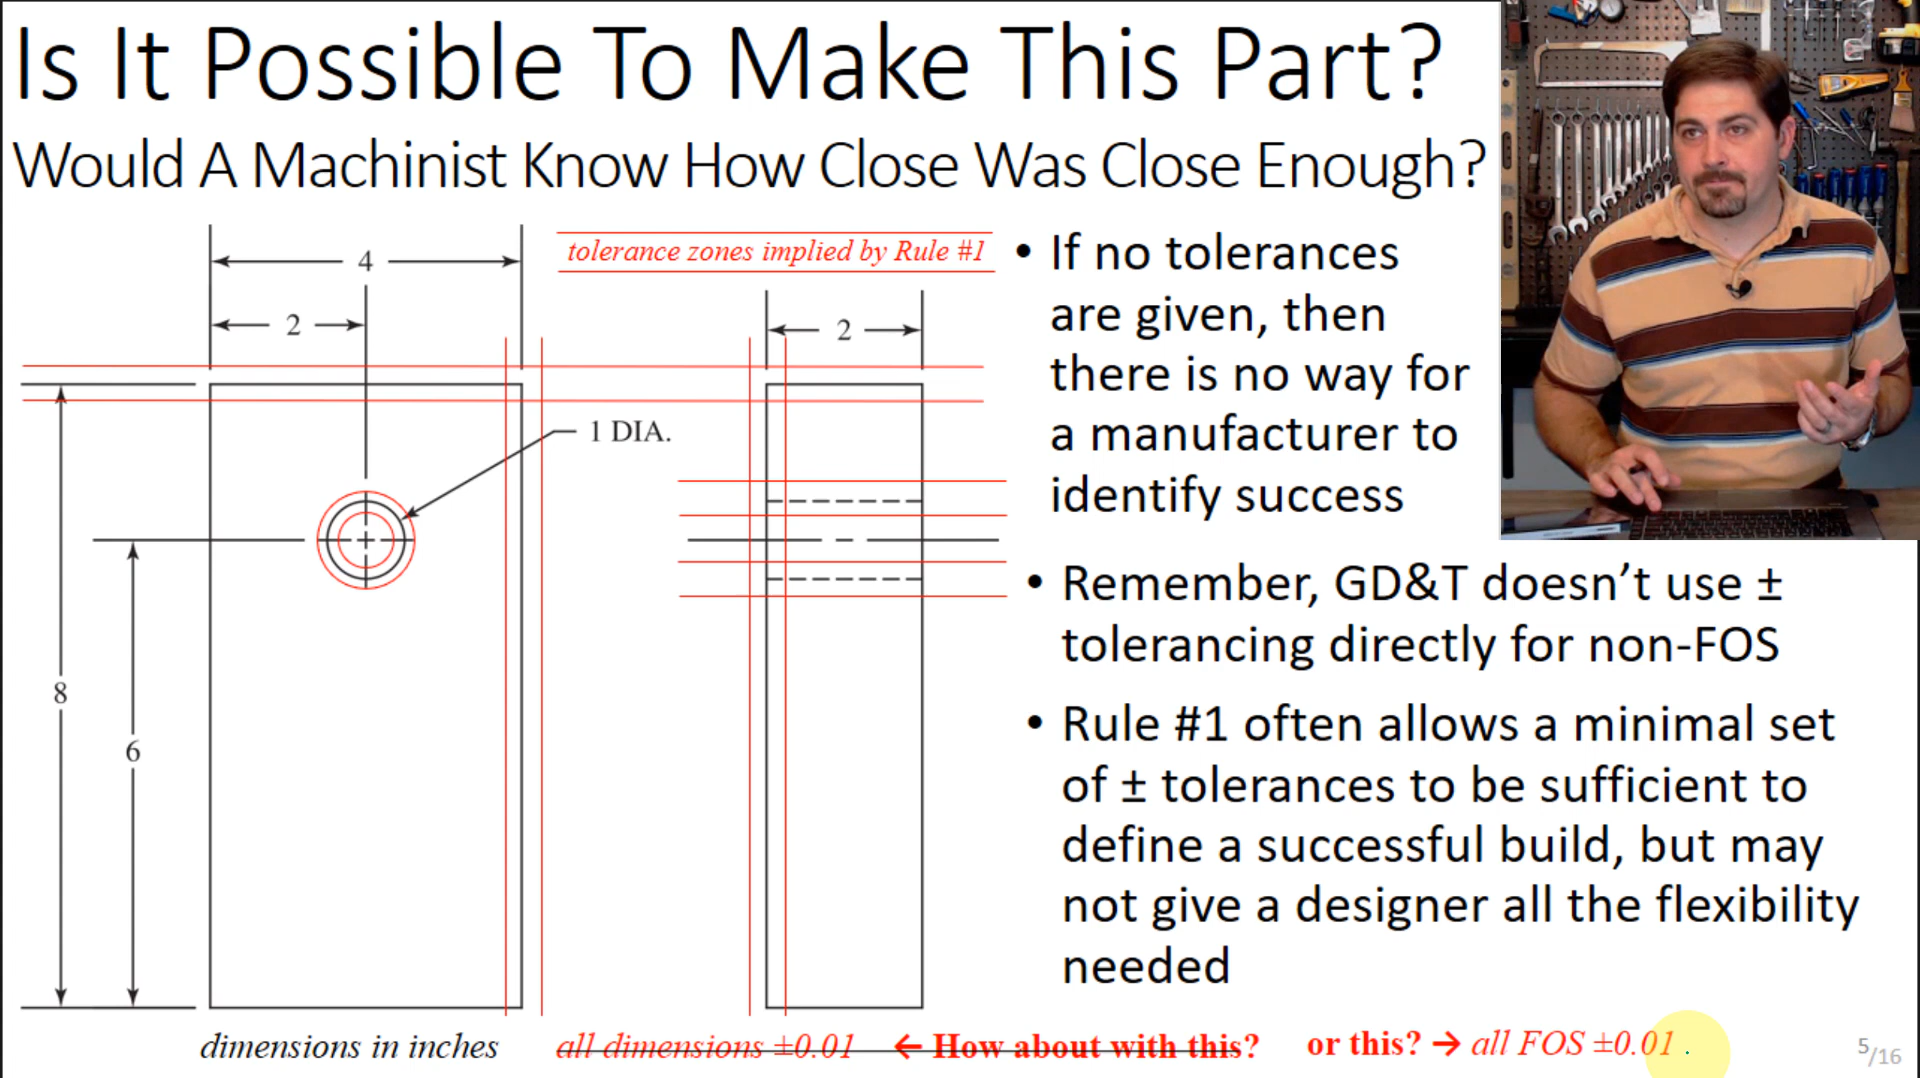 Is It Possible To Make This Part?
Would A Machinist Know How Close Was Close Enough?
4
2
tolerance zones implied by Rule #1
2
1 DIA.
8
6
• If no tolerances
are given, then
there is no way for
a manufacturer to
identify success
• Remember, GD&T doesn’t use ±
tolerancing directly for non-FOS
• Rule #1 often allows a minimal set
of ± tolerances to be sufficient to
define a successful build, but may
not give a designer all the flexibility
needed
dimensions in inches all dimensions ±0.01 ← How about with this? or this? → all FOS ±0.01
5/16